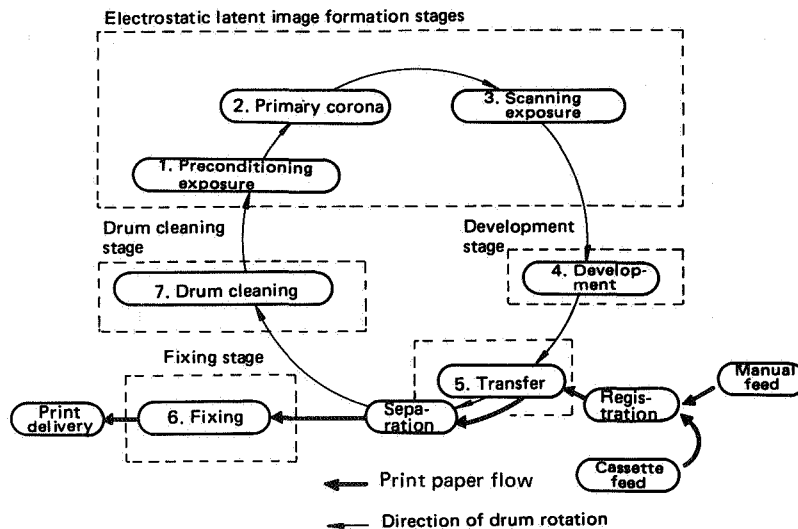 Electrostatic latent image formation stages
2. Primary corona
3. Scanning
exposure
1. Preconditioning
exposure
Drum cleaning
stage
Development
stage
7. Drum cleaning
4. Develop-
ment
Fixing stage
5. Transfer
Manual
feed
Print
delivery
6. Fixing
Sepa-
ration
Regis-
tration
Cassette
feed
Print paper flow
Direction of drum rotation